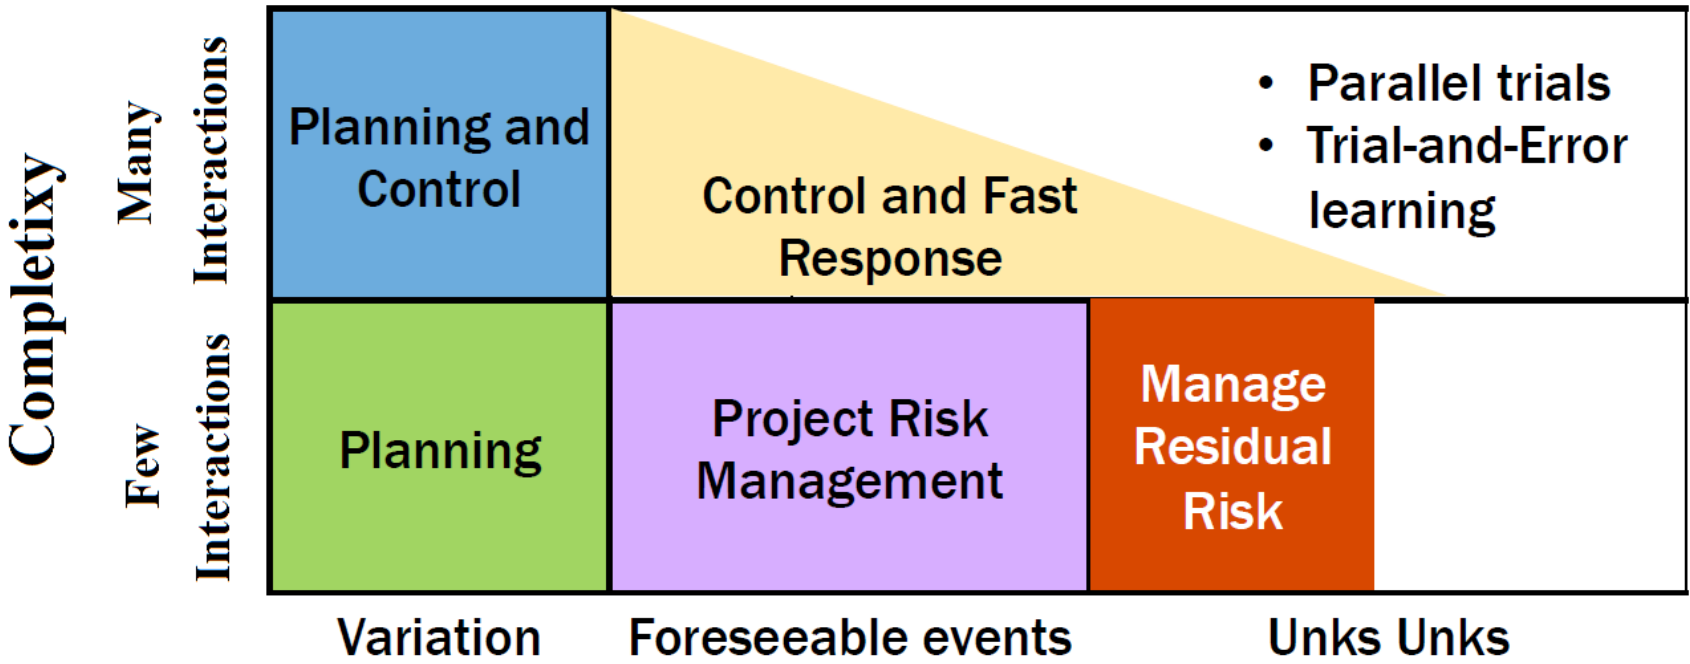 Completixy
Many
Interactions
Few
Interactions
Planning and
Control
Control and Fast
Response
• Parallel trials
• Trial-and-Error
learning
Planning
Project Risk
Management
Manage
Residual
Risk
Variation
Foreseeable events
Unks Unks